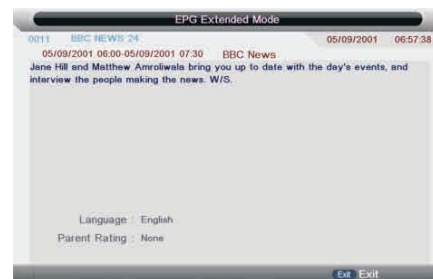 EPG Extended Mode
0011 BBC NEWS 24 05/09/2001 06:57:38
05/09/2001 06:00-05/09/2001 07:30 BBC News
Jane Hill and Matthew Amroliwala bring you up to date with the day's events, and
interview the people making the news. W/S.
Language : English
Parent Rating : None
Exit Exit